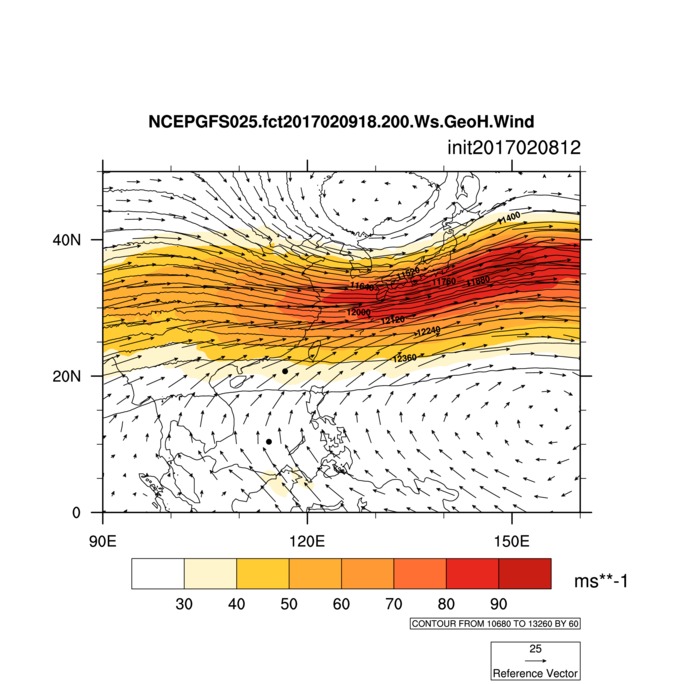 NCEPGFS025.fct2017020918.200.Ws.GeoH.Wind
init2017020812
11400
40N
11520
11640
11760
11880
12000
12120
12240
12360
20N
0
90E 120E 150E
ms**-1
30 40 50 60 70 80 90
CONTOUR FROM 10680 TO 13260 BY 60
25
Reference Vector